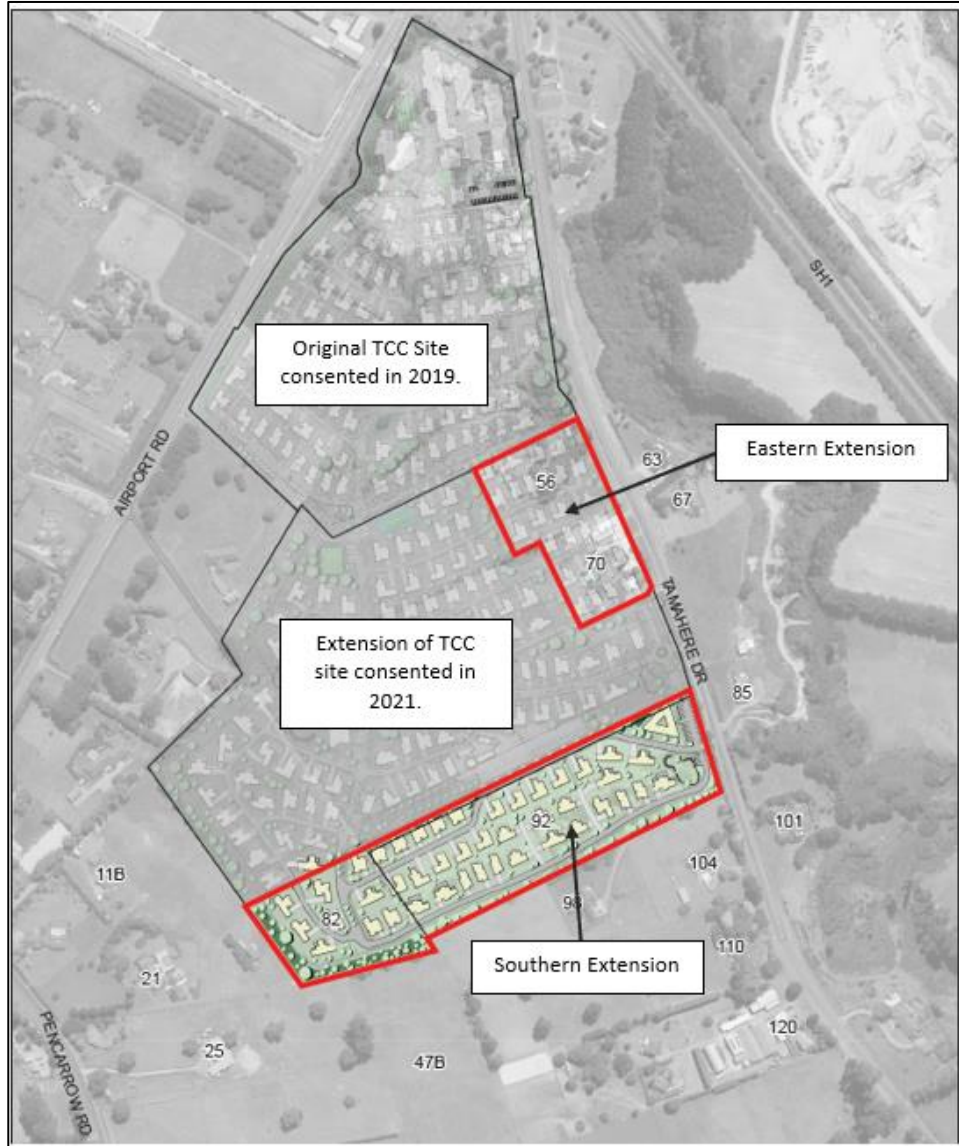 SH1
Original TCC Site
consented in 2019.
AIRPORT RD
Eastern Extension
63
56
67
70
TAMAHERE DR
Extension of TCC
site consented in
2021.
85
92
101
11B
104
98
82
110
Southern Extension
21
120
PENCARROW RD
25
47B